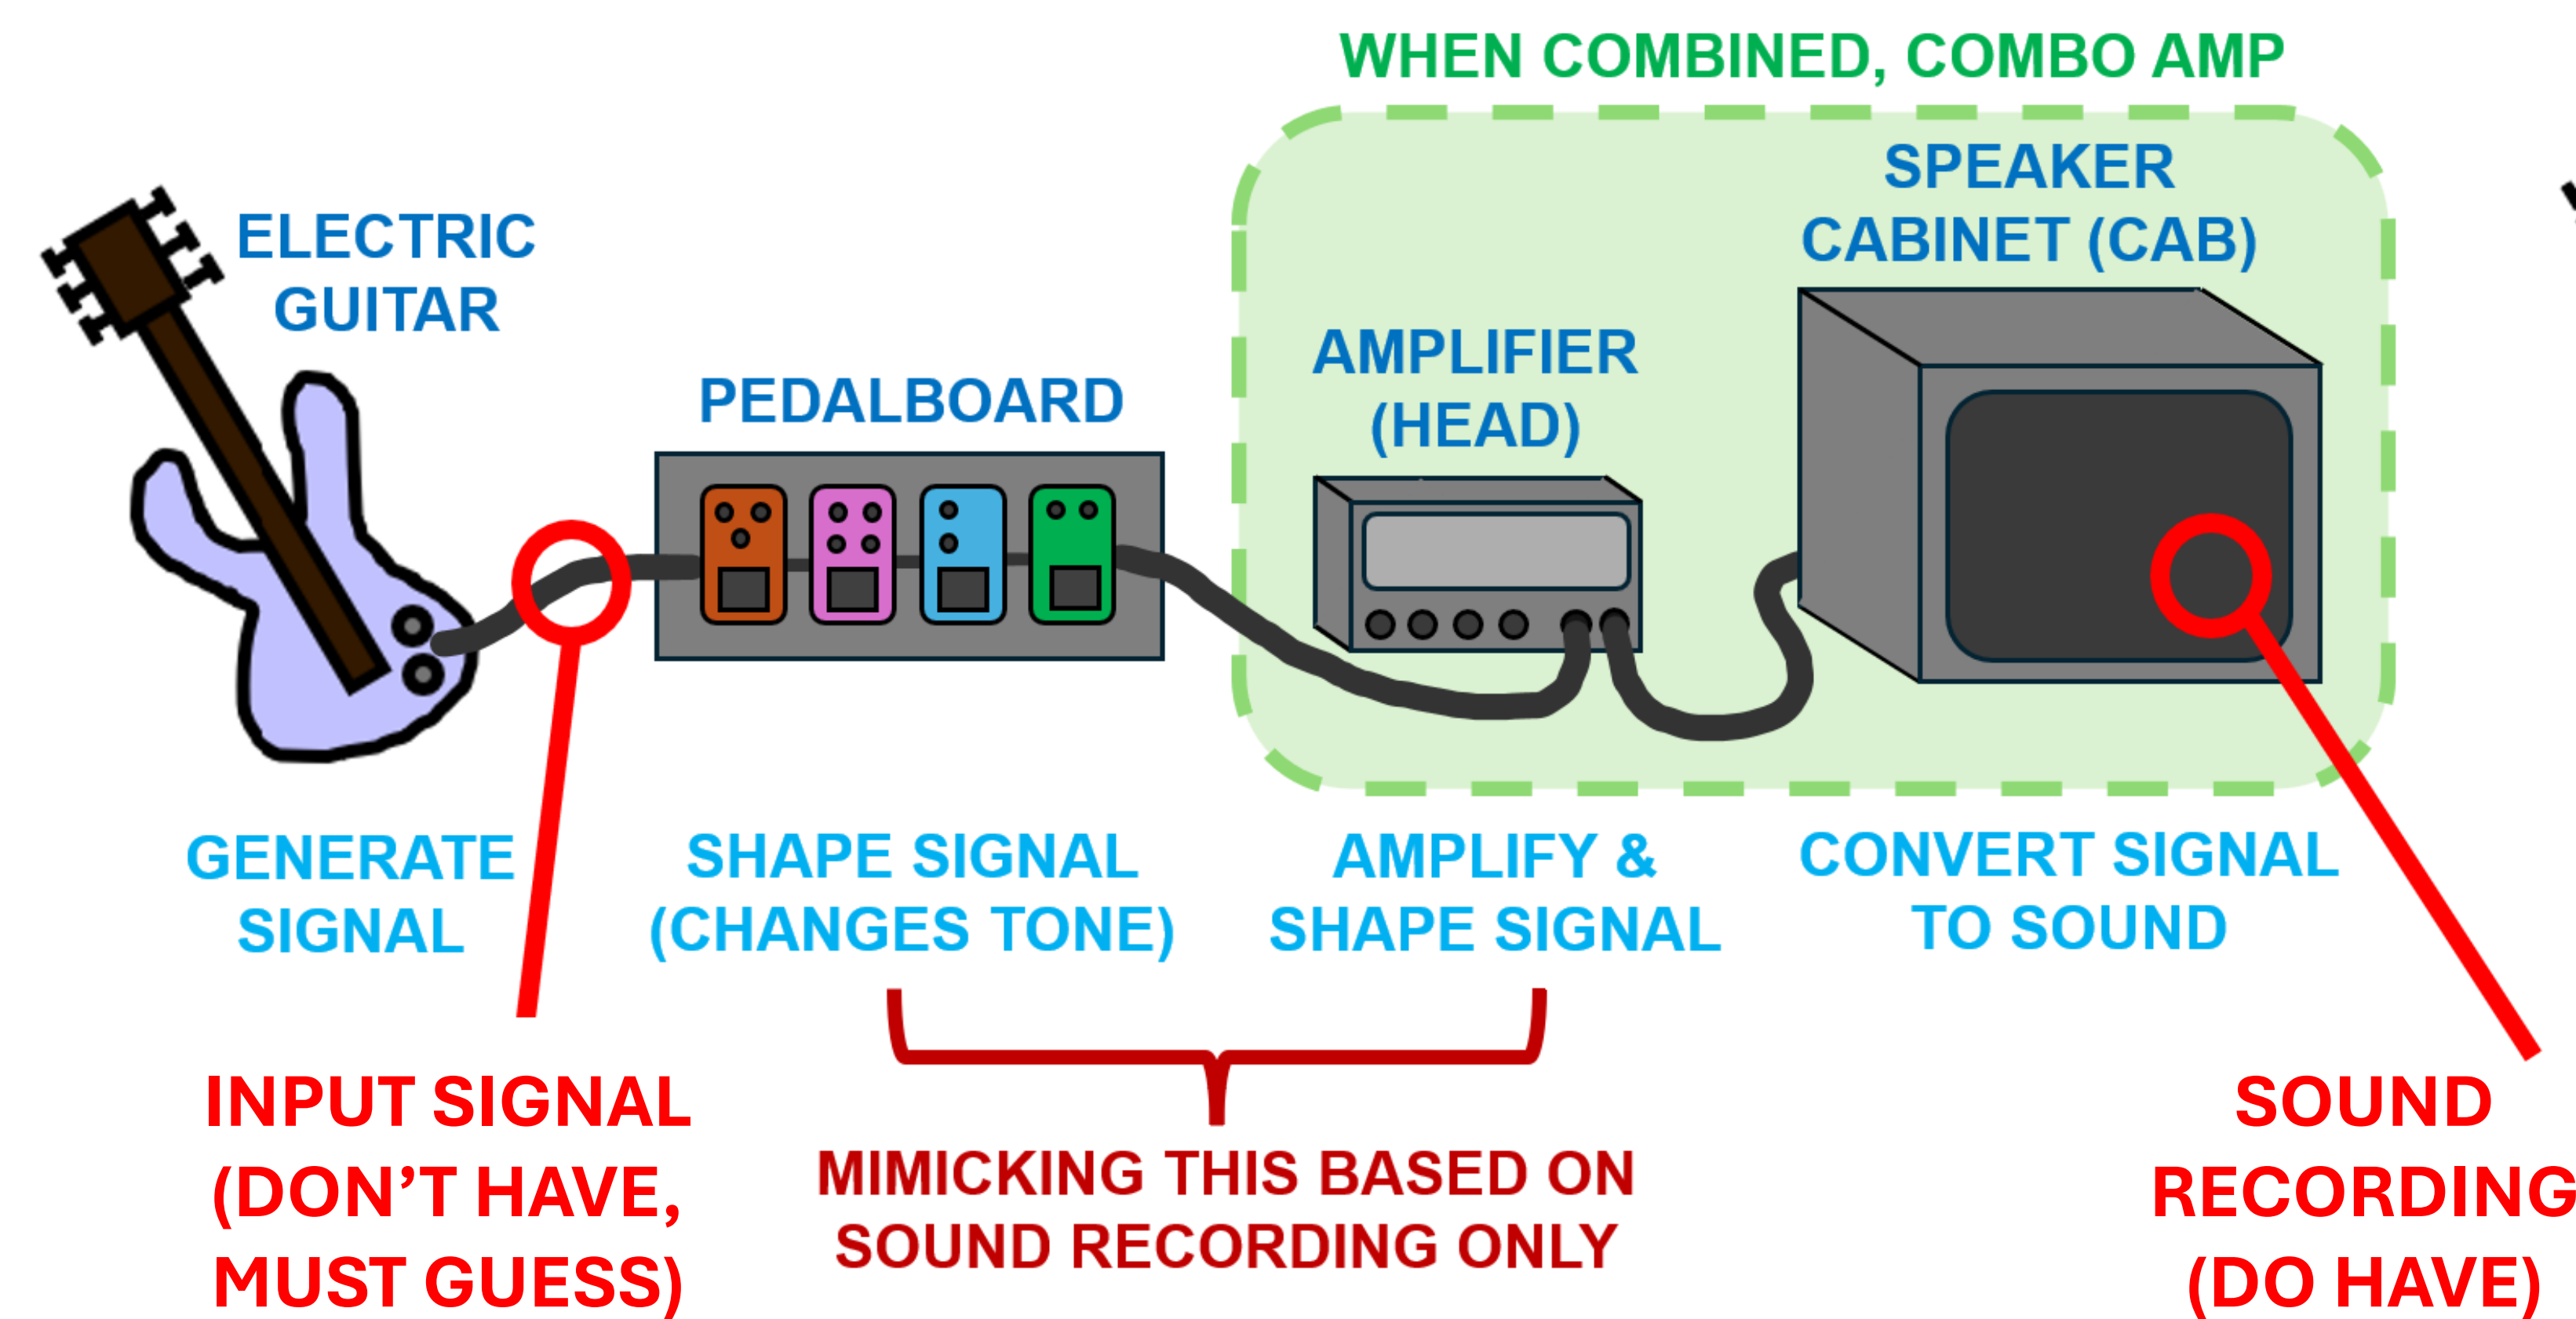 WHEN COMBINED, COMBO AMP
SPEAKER
CABINET (CAB)
ELECTRIC
GUITAR
AMPLIFIER
(HEAD)
PEDALBOARD
GENERATE
SIGNAL
SHAPE SIGNAL
(CHANGES TONE)
AMPLIFY &
SHAPE SIGNAL
CONVERT SIGNAL
TO SOUND
INPUT SIGNAL
(DON'T HAVE,
MUST GUESS)
MIMICKING THIS BASED ON
SOUND RECORDING ONLY
SOUND
RECORDING
(DO HAVE)